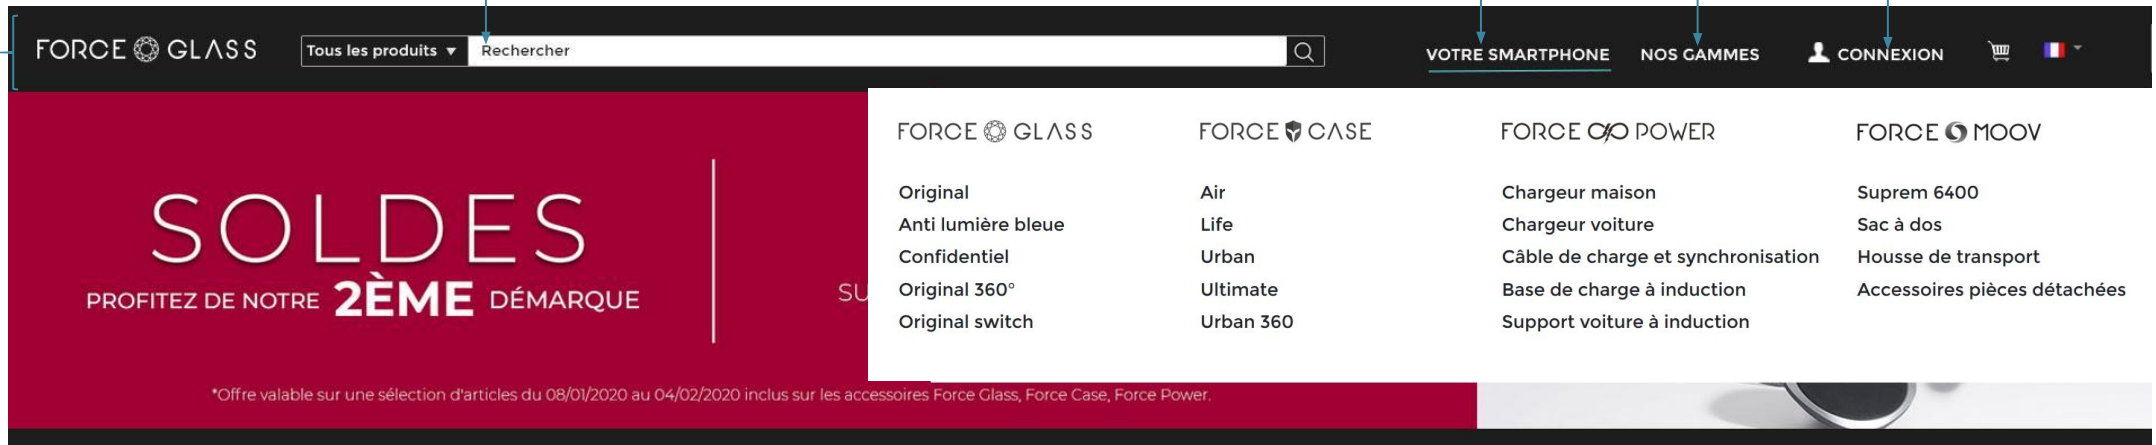 FORCE GLASS
Tous les produits
Rechercher
VOTRE SMARTPHONE
NOS GAMMES
CONNEXION
SOLDES
PROFITEZ DE NOTRE 2ÈME DÉMARQUE
SU
*Offre valable sur une sélection d'articles du 08/01/2020 au 04/02/2020 inclus sur les accessoires Force Glass, Force Case, Force Power.
FORCE GLASS
Original
Anti lumière bleue
Confidentiel
Original 360°
Original switch
FORCE CASE
Air
Life
Urban
Ultimate
Urban 360
FORCE POWER
Chargeur maison
Chargeur voiture
Câble de charge et synchronisation
Base de charge à induction
Support voiture à induction
FORCE MOOV
Suprem 6400
Sac à dos
Housse de transport
Accessoires pièces détachées